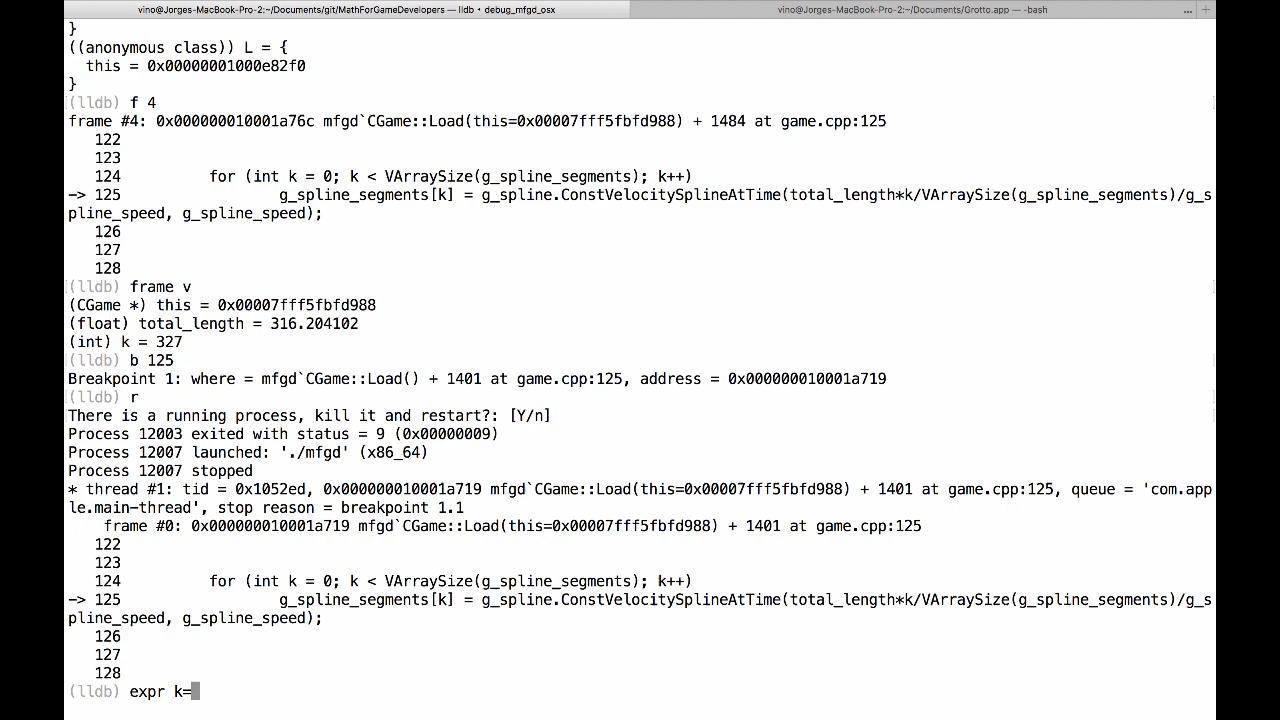 vino@Jorges-MacBook-Pro-2:~/Documents/git/MathForGameDevelopers — lldb • debug_mfgd_osx
vino@Jorges-MacBook-Pro-2:~/Documents/Grotto.app — -bash
... +
}
((anonymous class)) L = {
  this = 0x00000001000e82f0
}
(lldb) f 4
frame #4: 0x000000010001a76c mfgd`CGame::Load(this=0x00007fff5fbfd988) + 1484 at game.cpp:125
   122
   123
   124          for (int k = 0; k < VArraySize(g_spline_segments); k++)
-> 125                  g_spline_segments[k] = g_spline.ConstVelocitySplineAtTime(total_length*k/VArraySize(g_spline_segments)/g_s
pline_speed, g_spline_speed);
   126
   127
   128
(lldb) frame v
(CGame *) this = 0x00007fff5fbfd988
(float) total_length = 316.204102
(int) k = 327
(lldb) b 125
Breakpoint 1: where = mfgd`CGame::Load() + 1401 at game.cpp:125, address = 0x000000010001a719
(lldb) r
There is a running process, kill it and restart?: [Y/n]
Process 12003 exited with status = 9 (0x00000009)
Process 12007 launched: './mfgd' (x86_64)
Process 12007 stopped
* thread #1: tid = 0x1052ed, 0x000000010001a719 mfgd`CGame::Load(this=0x00007fff5fbfd988) + 1401 at game.cpp:125, queue = 'com.app
le.main-thread', stop reason = breakpoint 1.1
    frame #0: 0x000000010001a719 mfgd`CGame::Load(this=0x00007fff5fbfd988) + 1401 at game.cpp:125
   122
   123
   124          for (int k = 0; k < VArraySize(g_spline_segments); k++)
-> 125                  g_spline_segments[k] = g_spline.ConstVelocitySplineAtTime(total_length*k/VArraySize(g_spline_segments)/g_s
pline_speed, g_spline_speed);
   126
   127
   128
(lldb) expr k=